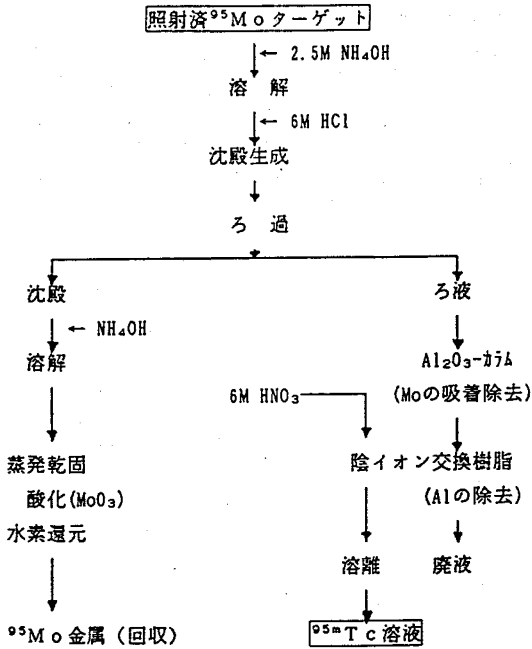 照射済⁹⁵Moターゲット
← 2.5M NH₄OH
溶 解
← 6M HCl
沈殿生成
ろ 過
沈殿
← NH₄OH
溶解
蒸発乾固
酸化(MoO₃)
水素還元
⁹⁵Mo金属(回収)
ろ液
Al₂O₃-カラム
(Moの吸着除去)
6M HNO₃
陰イオン交換樹脂
(Alの除去)
溶離
廃液
⁹⁵ᵐTc溶液